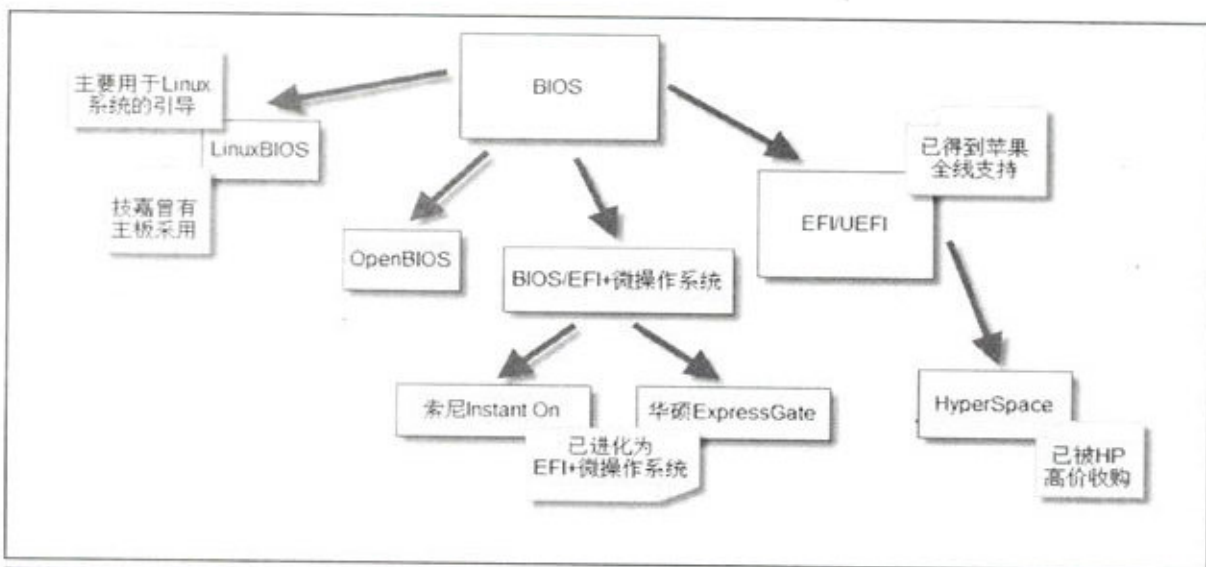 BIOS
主要用于Linux
系统的引导
LinuxBIOS
技嘉曾有
主板采用
OpenBIOS
BIOS/EFI+微操作系统
EFI/UEFI
已得到苹果
全线支持
索尼Instant On
华硕ExpressGate
已进化为
EFI+微操作系统
HyperSpace
已被HP
高价收购